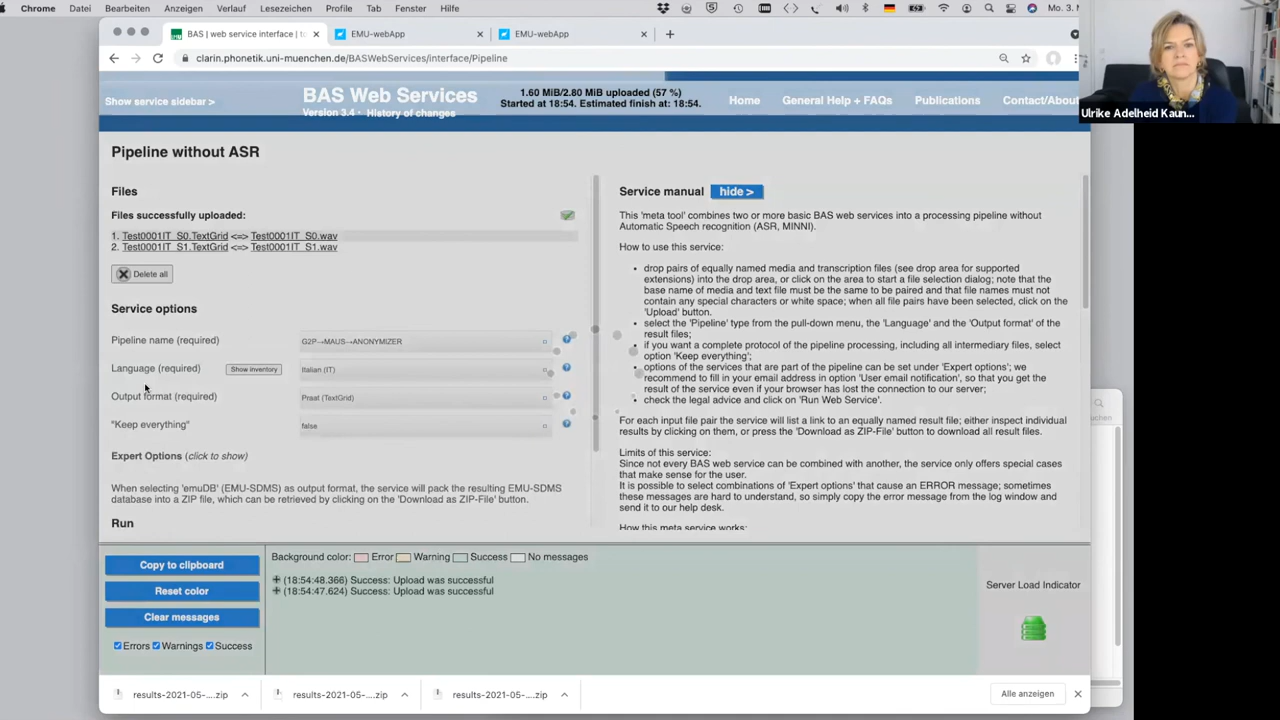 Chrome Datei Bearbeiten Anzeigen Verlauf Lesezeichen Profile Tab Fenster Hilfe Mo. 3. M
BAS | web service interface | to
EMU-webApp
EMU-webApp
clarin.phonetik.uni-muenchen.de/BASWebServices/interface/Pipeline
Ulrike Adelheid Kaun...
Show service sidebar >
BAS Web Services
Version 3.4 • History of changes
1.60 MiB/2.80 MiB uploaded (57 %)
Started at 18:54. Estimated finish at: 18:54.
Home
General Help + FAQs
Publications
Contact/About
Pipeline without ASR
Files
Files successfully uploaded:
1. Test0001IT_S0.TextGrid <=> Test0001IT_S0.wav
2. Test0001IT_S1.TextGrid <=> Test0001IT_S1.wav
Delete all
Service options
Pipeline name (required) G2P→MAUS→ANONYMIZER
Language (required) Show inventory Italian (IT)
Output format (required) Praat (TextGrid)
"Keep everything" false
Expert Options (click to show)
When selecting 'emuDB' (EMU-SDMS) as output format, the service will pack the resulting EMU-SDMS
database into a ZIP file, which can be retrieved by clicking on the 'Download as ZIP-File' button.
Run
Service manual hide >
This 'meta tool' combines two or more basic BAS web services into a processing pipeline without
Automatic Speech recognition (ASR, MINNI).
How to use this service:
• drop pairs of equally named media and transcription files (see drop area for supported
extensions) into the drop area, or click on the area to start a file selection dialog; note that the
base name of media and text file must be the same to be paired and that file names must not
contain any special characters or white space; when all file pairs have been selected, click on the
'Upload' button.
• select the 'Pipeline' type from the pull-down menu, the 'Language' and the 'Output format' of the
result files;
• if you want a complete protocol of the pipeline processing, including all intermediary files, select
option 'Keep everything';
• options of the services that are part of the pipeline can be set under 'Expert options'; we
recommend to fill in your email address in option 'User email notification', so that you get the
result of the service even if your browser has lost the connection to our server;
• check the legal advice and click on 'Run Web Service'.
For each input file pair the service will list a link to an equally named result file; either inspect individual
results by clicking on them, or press the 'Download as ZIP-File' button to download all result files.
Limits of this service:
Since not every BAS web service can be combined with another, the service only offers special cases
that make sense for the user.
It is possible to select combinations of 'Expert options' that cause an ERROR message; sometimes
these messages are hard to understand, so simply copy the error message from the log window and
send it to our help desk.
How this meta service works:
Copy to clipboard
Reset color
Clear messages
Errors Warnings Success
Background color: Error Warning Success No messages
(18:54:48.366) Success: Upload was successful
(18:54:47.624) Success: Upload was successful
Server Load Indicator
suchen
results-2021-05-....zip
results-2021-05-....zip
results-2021-05-....zip
Alle anzeigen